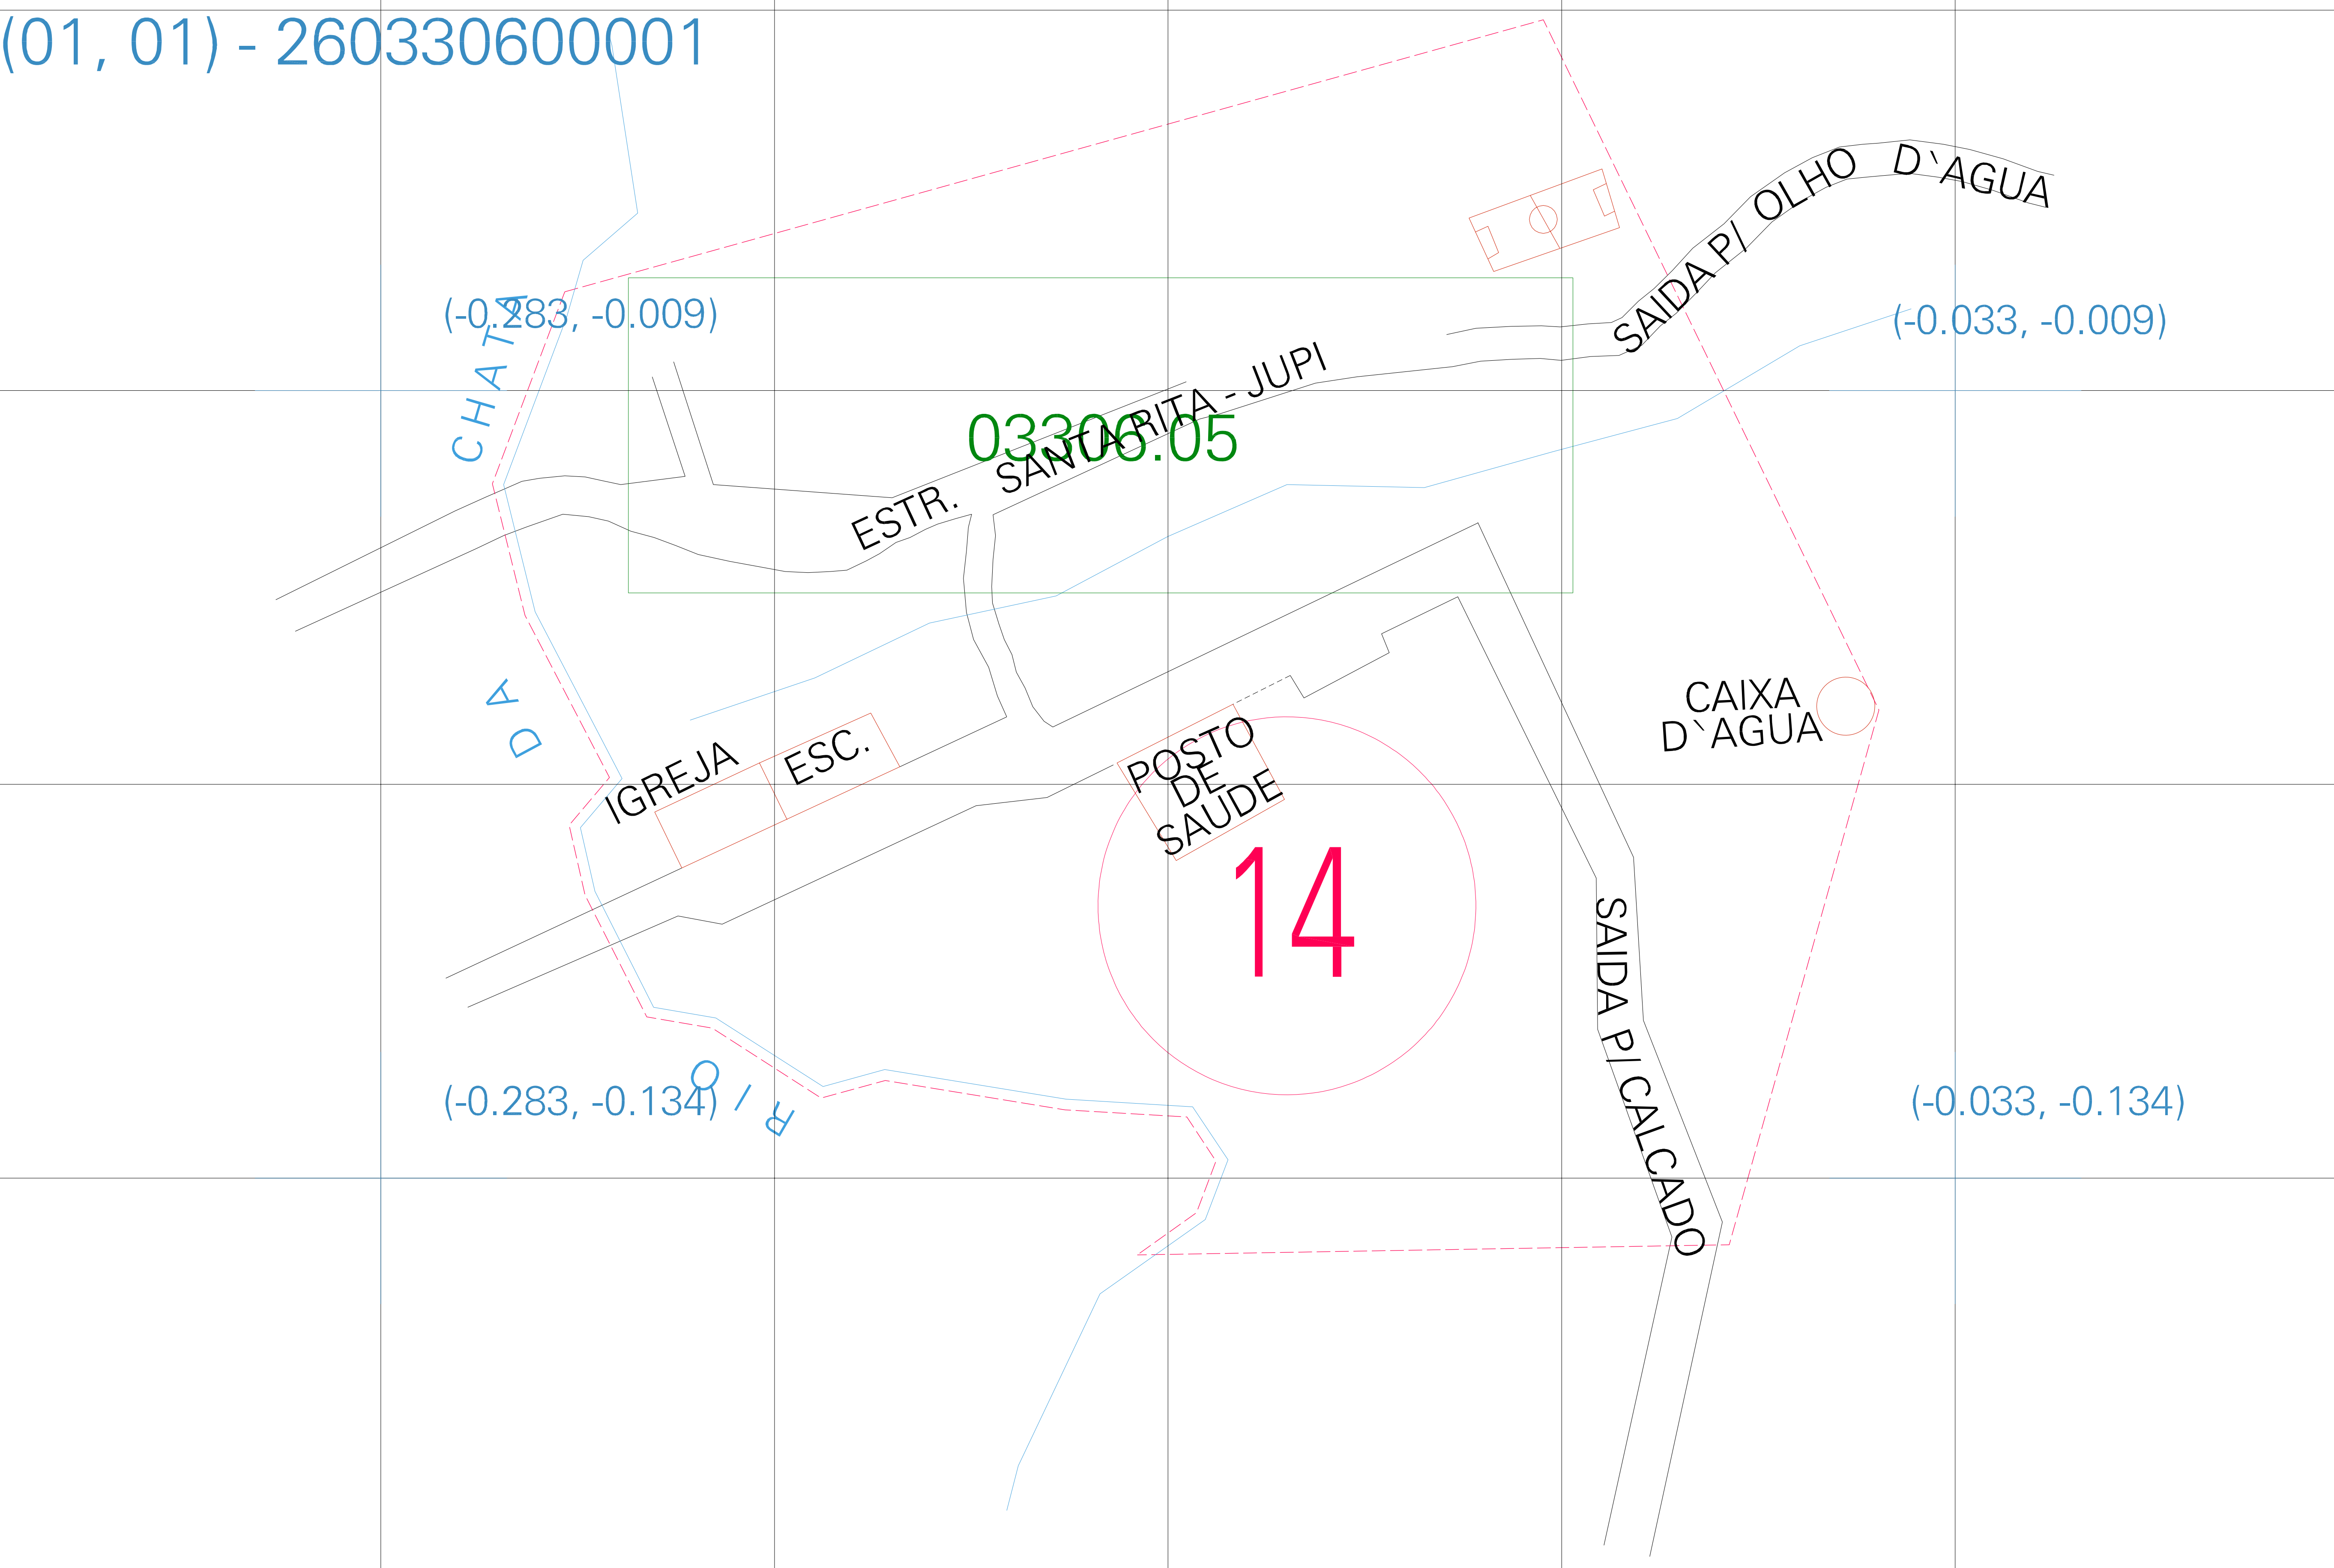 (01, 01) - 260330600001
SAIDA P/ OLHO D`AGUA
(-0.283, -0.009)
(-0.033, -0.009)
ESTR. SANTA RITA - JUPI
03306.05
CAIXA
D`AGUA
IGREJA
ESC.
POSTO
DE
SAUDE
14
SAIDA P/ CALCADO
RIO DA CHATA
(-0.283, -0.134)
(-0.033, -0.134)